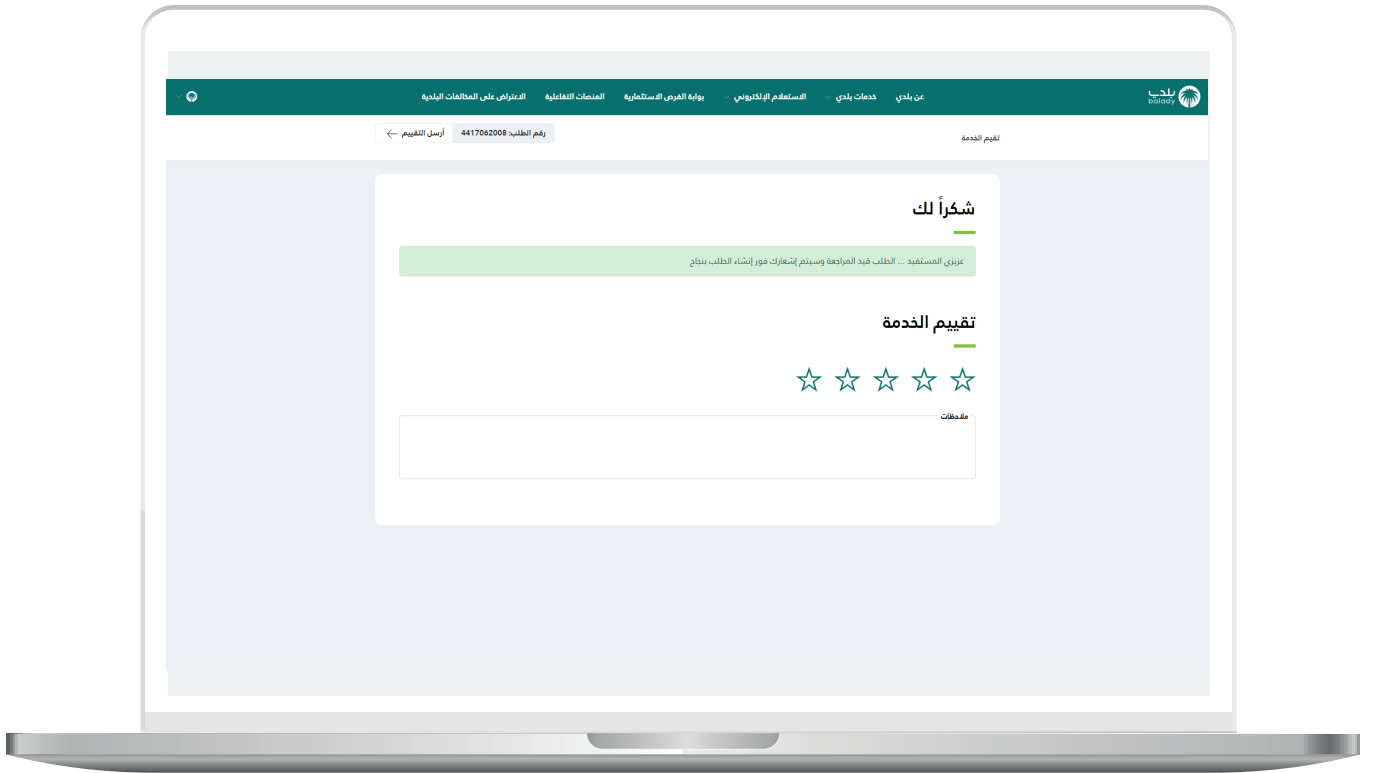 بلدي
balady
عن بلدي
خدمات بلدي
الاستعلام الإلكتروني
بوابة الفرص الاستثمارية
المنصات التفاعلية
الاعتراض على المخالفات البلدية
تقيم الخدمة
رقم الطلب: 4417062008
أرسل التقييم
شكراً لك
عزيزي المستفيد ... الطلب قيد المراجعة وسيتم إشعارك فور إنشاء الطلب بنجاح
تقييم الخدمة
ملاحظات